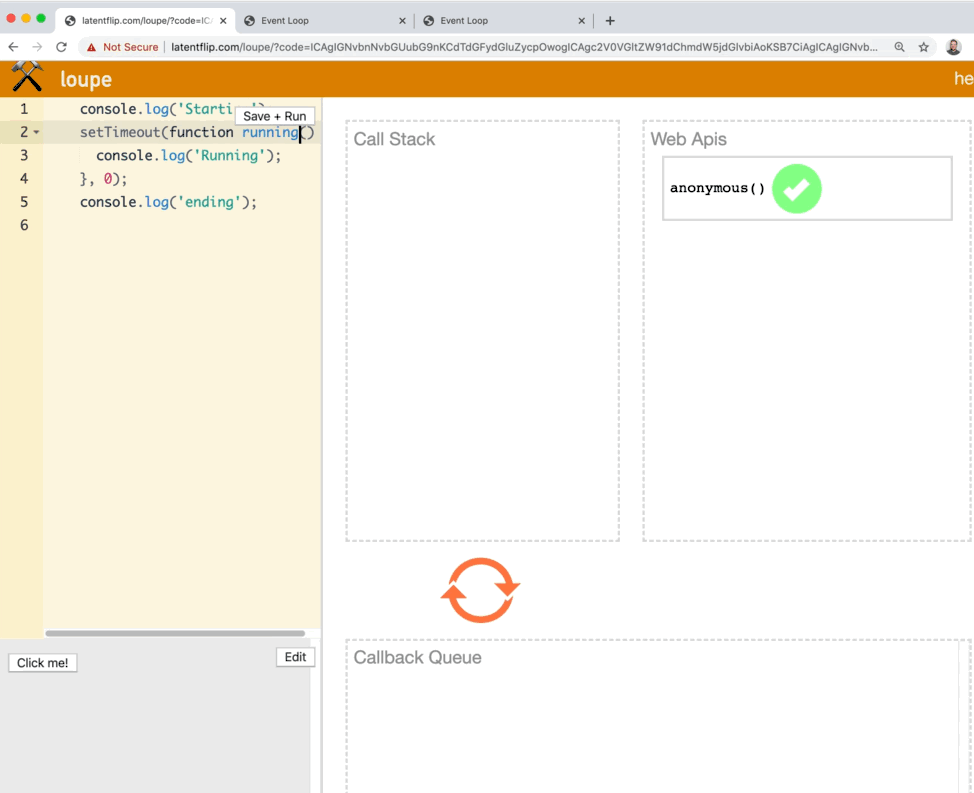 latentflip.com/loupe/?code=IC
Event Loop
Event Loop
Not Secure
latentflip.com/loupe/?code=ICAgIGNvbnNvbGUubG9nKCdTdGFydGluZycpOwogICAgc2V0VGltZW91dChmdW5jdGlvbiAoKSB7CiAgICAgIGNvb...
loupe
he
1 console.log('Starti
Save + Run
2 setTimeout(function running()
3 console.log('Running');
4 }, 0);
5 console.log('ending');
6
Call Stack
Web Apis
anonymous()
Click me!
Edit
Callback Queue